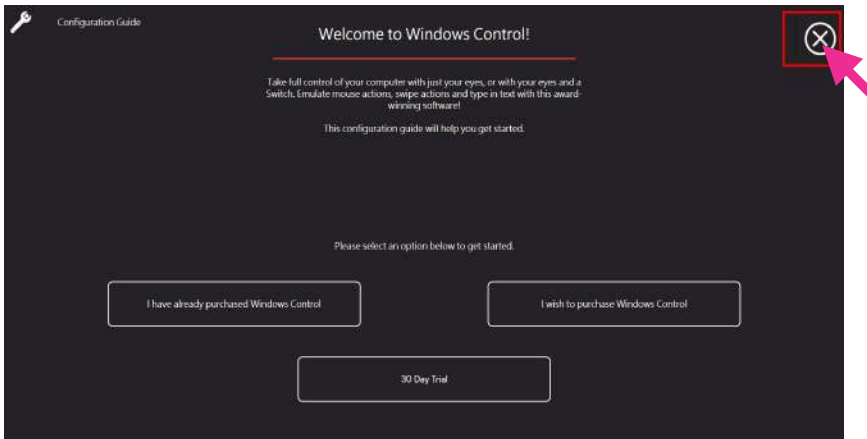 Configuration Guide
Welcome to Windows Control!
Take full control of your computer with just your eyes, or with your eyes and a
Switch. Emulate mouse actions, swipe actions and type in text with this award-
winning software!
This configuration guide will help you get started.
Please select an option below to get started.
I have already purchased Windows Control
I wish to purchase Windows Control
30 Day Trial